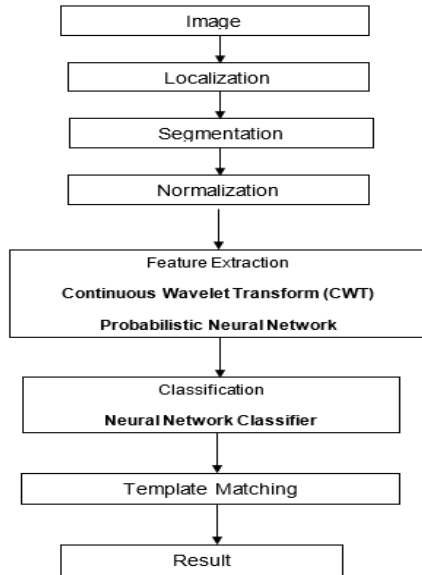 Image
Localization
Segmentation
Normalization
Feature Extraction
Continuous Wavelet Transform (CWT)
Probabilistic Neural Network
Classification
Neural Network Classifier
Template Matching
Result